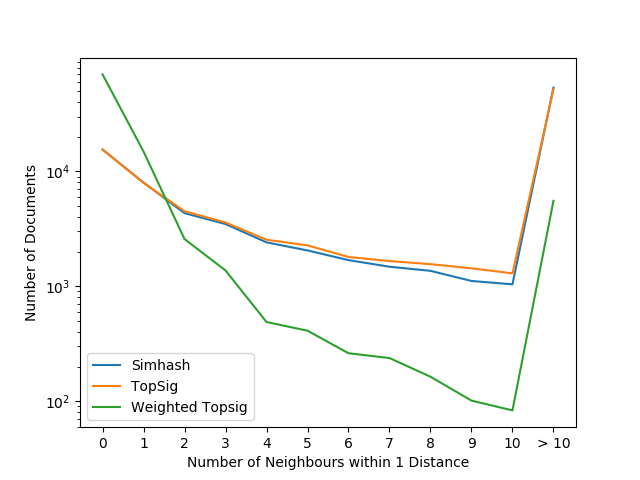 Number of Documents
10^4
10^3
10^2
Simhash
TopSig
Weighted Topsig
0 1 2 3 4 5 6 7 8 9 10 > 10
Number of Neighbours within 1 Distance